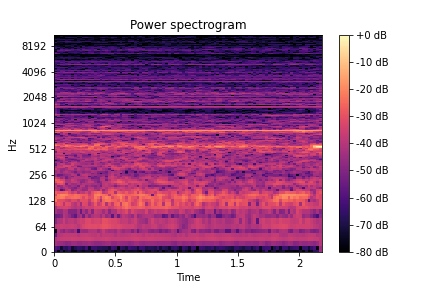 Power spectrogram
8192
4096
2048
1024
512
256
128
64
0
Hz
0 0.5 1 1.5 2
Time
+0 dB
-10 dB
-20 dB
-30 dB
-40 dB
-50 dB
-60 dB
-70 dB
-80 dB